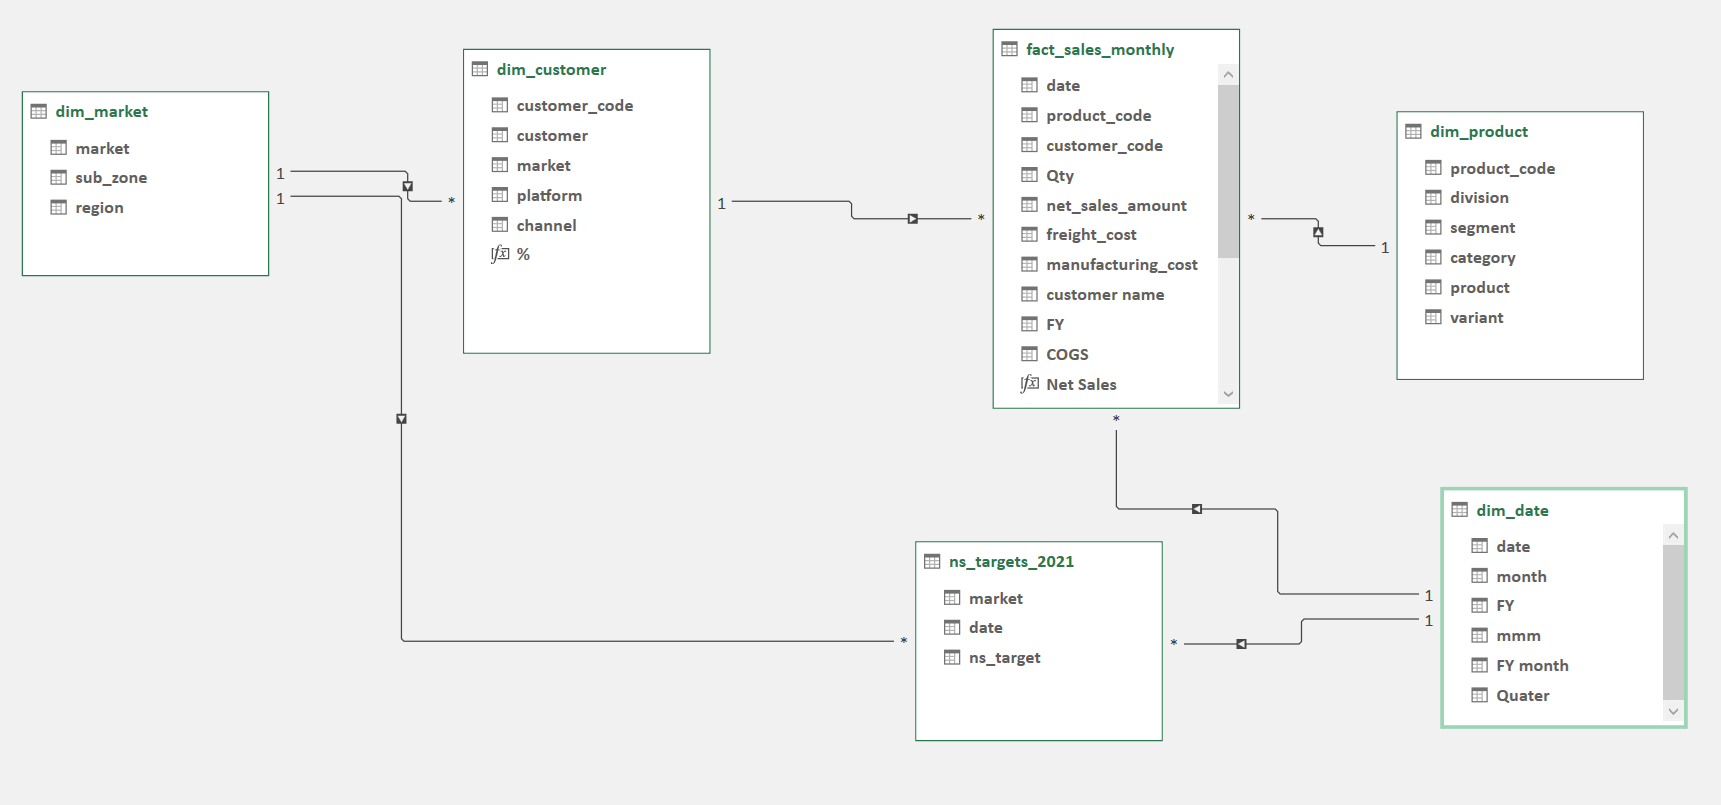 dim_market
market
sub_zone
region
1
1
*
dim_customer
customer_code
customer
market
platform
channel
fx %
1
*
fact_sales_monthly
date
product_code
customer_code
Qty
net_sales_amount
freight_cost
manufacturing_cost
customer name
FY
COGS
fx Net Sales
*
1
*
dim_product
product_code
division
segment
category
product
variant
ns_targets_2021
market
date
ns_target
*
*
1
1
dim_date
date
month
FY
mmm
FY month
Quater